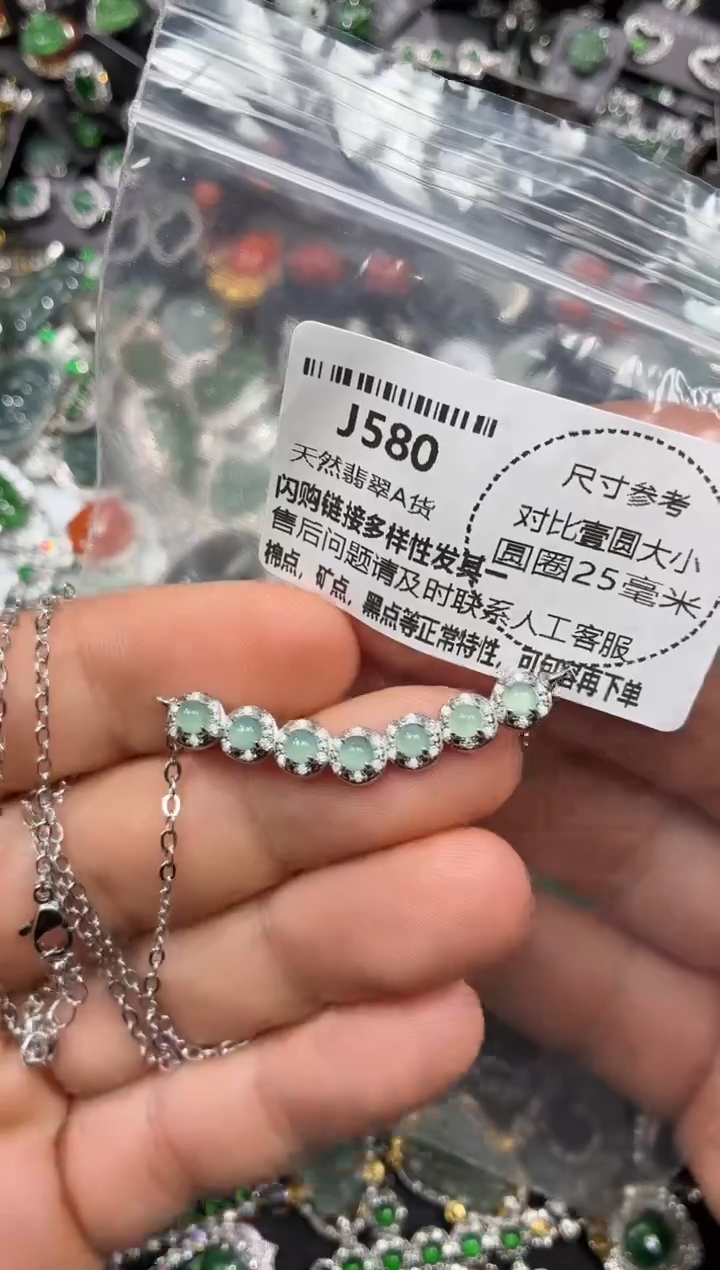 J580
天然翡翠A货
闪购链接多样性发其一
售后问题请及时联系人工客服
棉点，矿点，黑点等正常特性，可包容再下单
尺寸参考
对比壹圆大小
圆圈25毫米